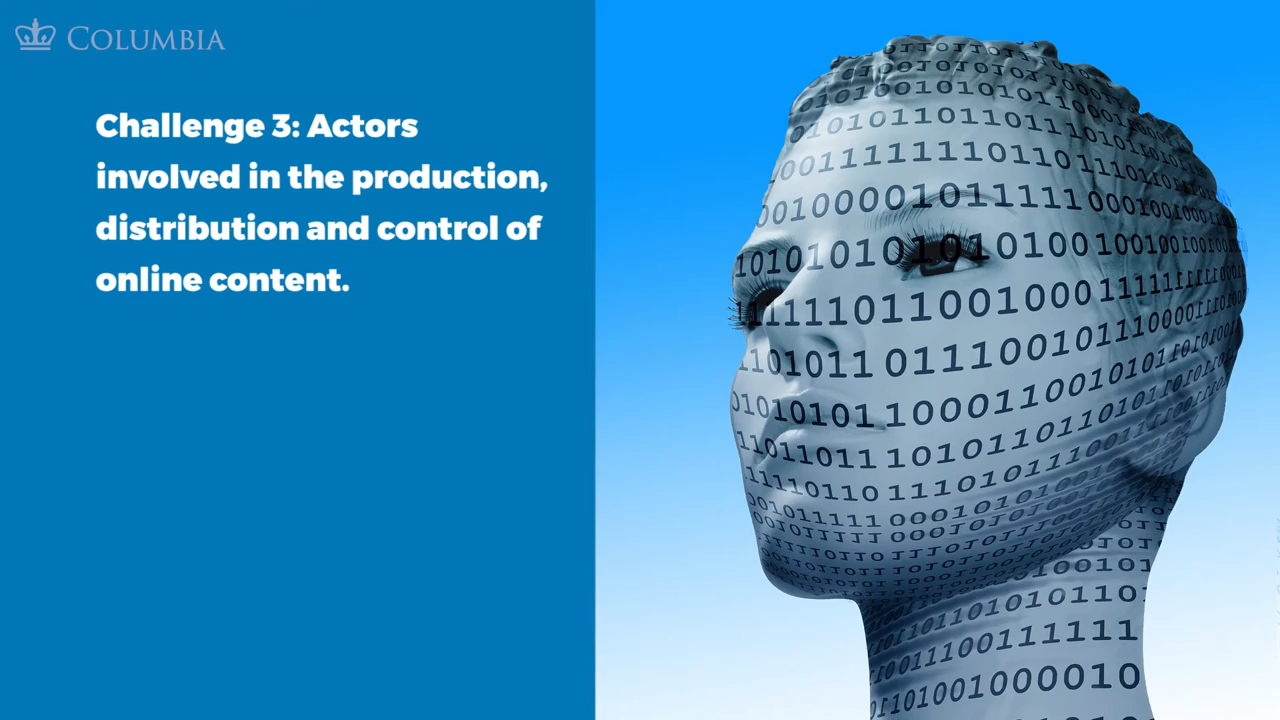 COLUMBIA
Challenge 3: Actors
involved in the production,
distribution and control of
online content.